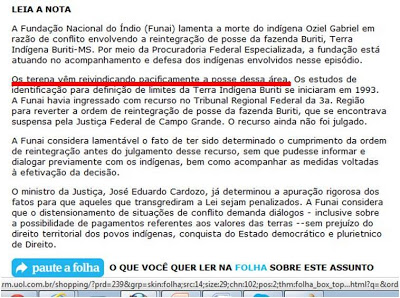 LEIA A NOTA
A Fundação Nacional do Índio (Funai) lamenta a morte do indígena Oziel Gabriel em
razão de conflito envolvendo a reintegração de posse da fazenda Buriti, Terra
Indígena Buriti-MS. Por meio da Procuradoria Federal Especializada, a fundação está
atuando no acompanhamento e defesa dos indígenas envolvidos nesse episódio.
Os terena vêm reivindicando pacificamente a posse dessa área. Os estudos de
identificação para definição de limites da Terra Indígena Buriti se iniciaram em 1993.
A Funai havia ingressado com recurso no Tribunal Regional Federal da 3a. Região
para reverter a ordem de reintegração de posse da fazenda Buriti, que se encontrava
suspensa pela Justiça Federal de Campo Grande. O recurso ainda não foi julgado.
A Funai considera lamentável o fato de ter sido determinado o cumprimento da ordem
de reintegração antes do julgamento desse recurso, sem que pudesse informar e
dialogar previamente com os indígenas, bem como acompanhar as medidas voltadas
à efetivação da decisão.
O ministro da Justiça, José Eduardo Cardozo, já determinou a apuração rigorosa dos
fatos para que aqueles que transgrediram a Lei sejam penalizados. A Funai considera
que o distensionamento de situações de conflito demanda diálogos - inclusive sobre a
possibilidade de pagamentos referentes aos valores das terras --sem prejuízo do
direito territorial dos povos indígenas, conquista do Estado democrático e plurietnico
de Direito.
paute a folha O QUE VOCÊ QUER LER NA FOLHA SOBRE ESTE ASSUNTO
rm.uol.br/shopping/?prd=239&grp=skin:folha;src:14;size:29;chn:102;pos:2;thm:folha_box_top...html?q=:&ord